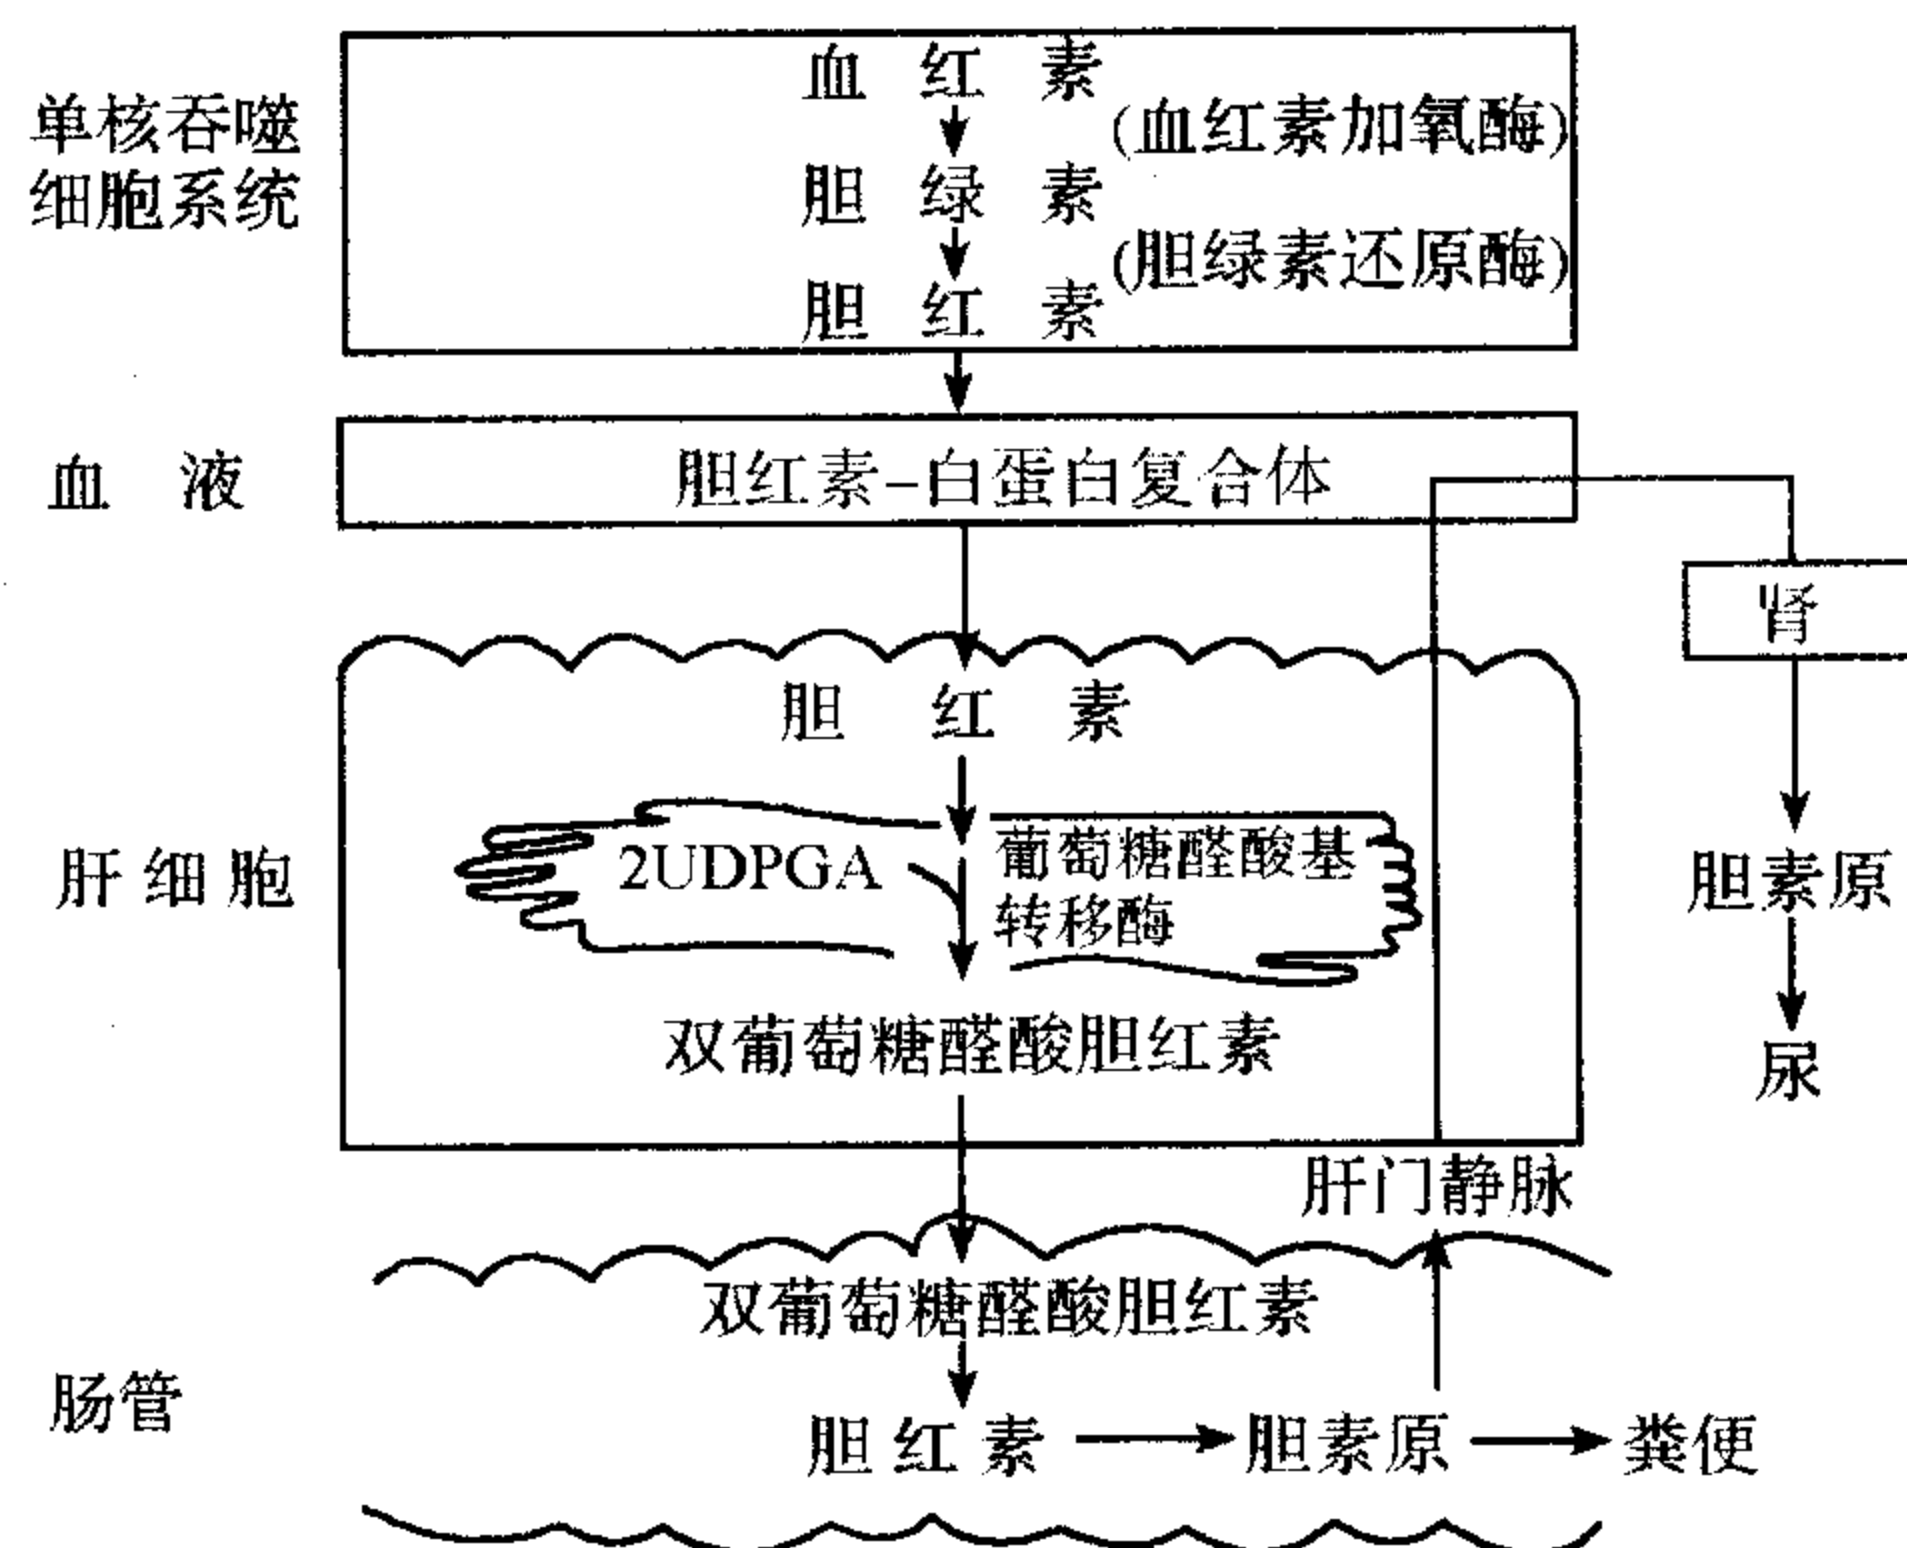 血红素
单核吞噬
细胞系统
(血红素加氧酶)
胆绿素
(胆绿素还原酶)
胆红素
血液
胆红素-白蛋白复合体
肾
胆红素
肝细胞
2UDPGA
葡萄糖醛酸基
转移酶
胆素原
双葡萄糖醛酸胆红素
尿
肝门静脉
双葡萄糖醛酸胆红素
肠管
胆红素
胆素原
粪便